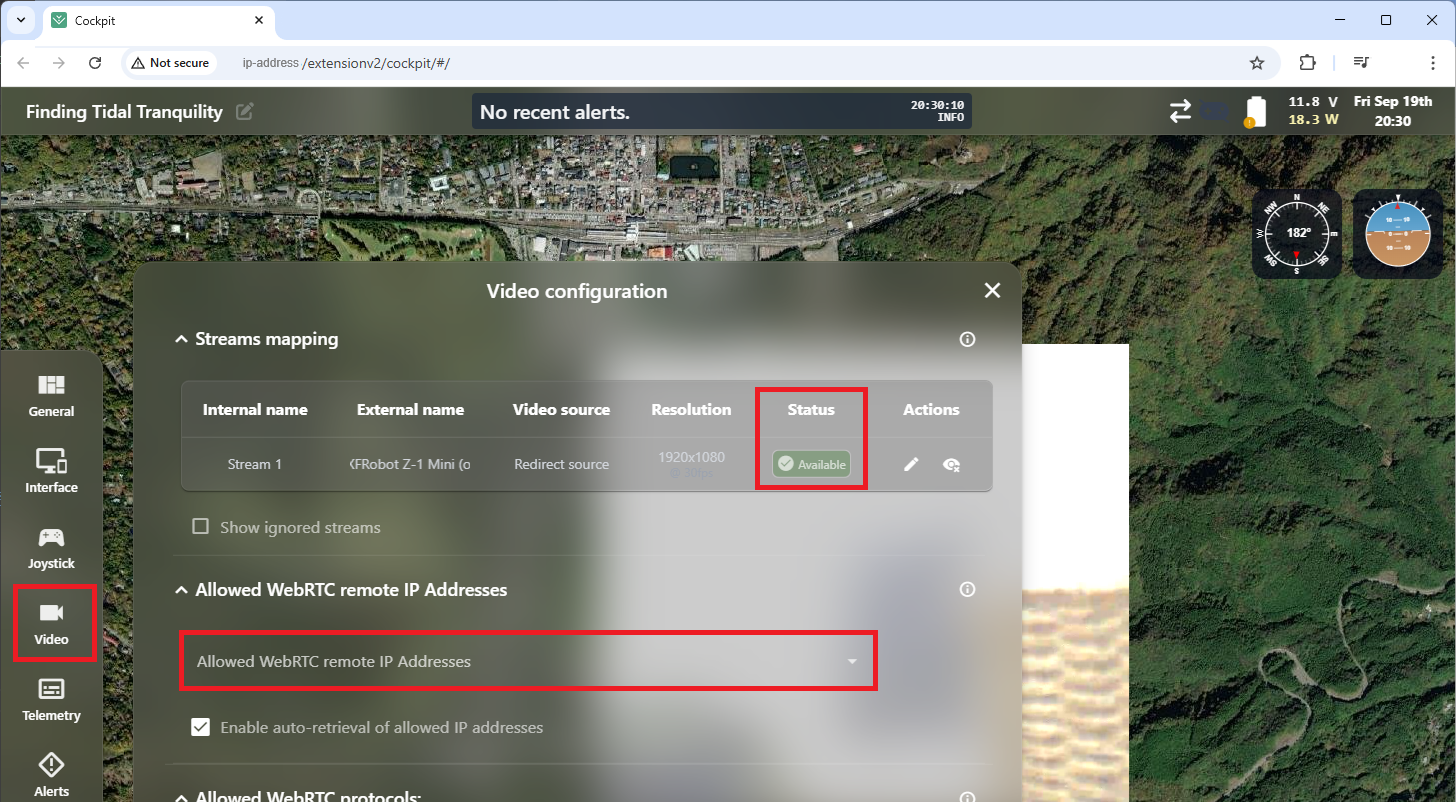 Cockpit
Not secure
ip-address /extensionv2/cockpit/#/
Finding Tidal Tranquility
No recent alerts.
20:30:10
INFO
11.8 V
18.3 W
Fri Sep 19th
20:30
N
NE
NW
W
S
182°
Video configuration
Streams mapping
Internal name External name Video source Resolution Status Actions
Stream 1 KFRobot Z-1 Mini (o Redirect source 1920x1080 Available
30fps
Show ignored streams
Allowed WebRTC remote IP Addresses
Allowed WebRTC remote IP Addresses
Enable auto-retrieval of allowed IP addresses
Allowed WebRTC protocols:
General
Interface
Joystick
Video
Telemetry
Alerts